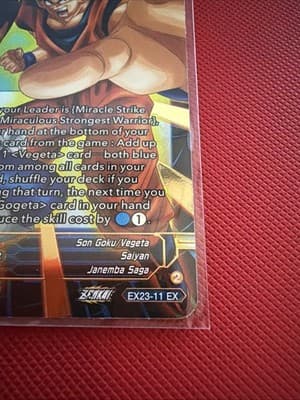 your Leader is {Miracle Strike
Miraculous Strongest Warrior},
r hand at the bottom of your
card from the game : Add up
1 <Vegeta> card both blue
om among all cards in your
d, shuffle your deck if you
ng that turn, the next time you
Gogeta> card in your hand
uce the skill cost by 1.
Son Goku/Vegeta
Saiyan
Janemba Saga
ZENKAI
EX23-11 EX